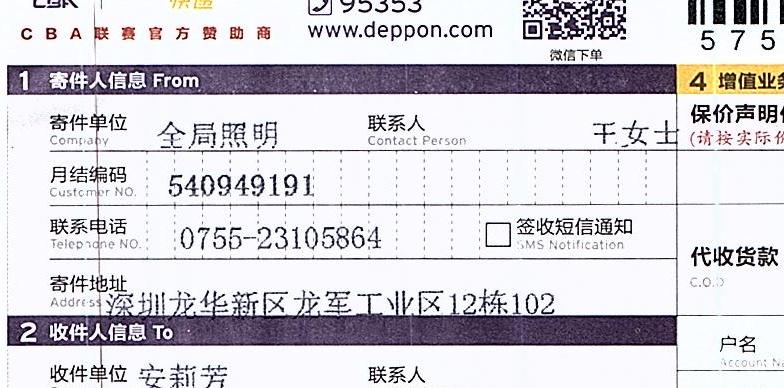 CBA 快递 95353
CBA联赛官方赞助商 www.deppon.com
微信下单
575
1 寄件人信息 From
4 增值业务
寄件单位 全局照明 联系人 王女士
Company Contact Person
保价声明
(请按实际
月结编码 540949191
Customer NO.
联系电话 0755-23105864 签收短信通知
Telephone NO. SMS Notification
代收货款
C.O.D
寄件地址 深圳龙华新区龙军工业区12栋102
Address
2 收件人信息 To
户名
Account N
收件单位 安莉芳 联系人